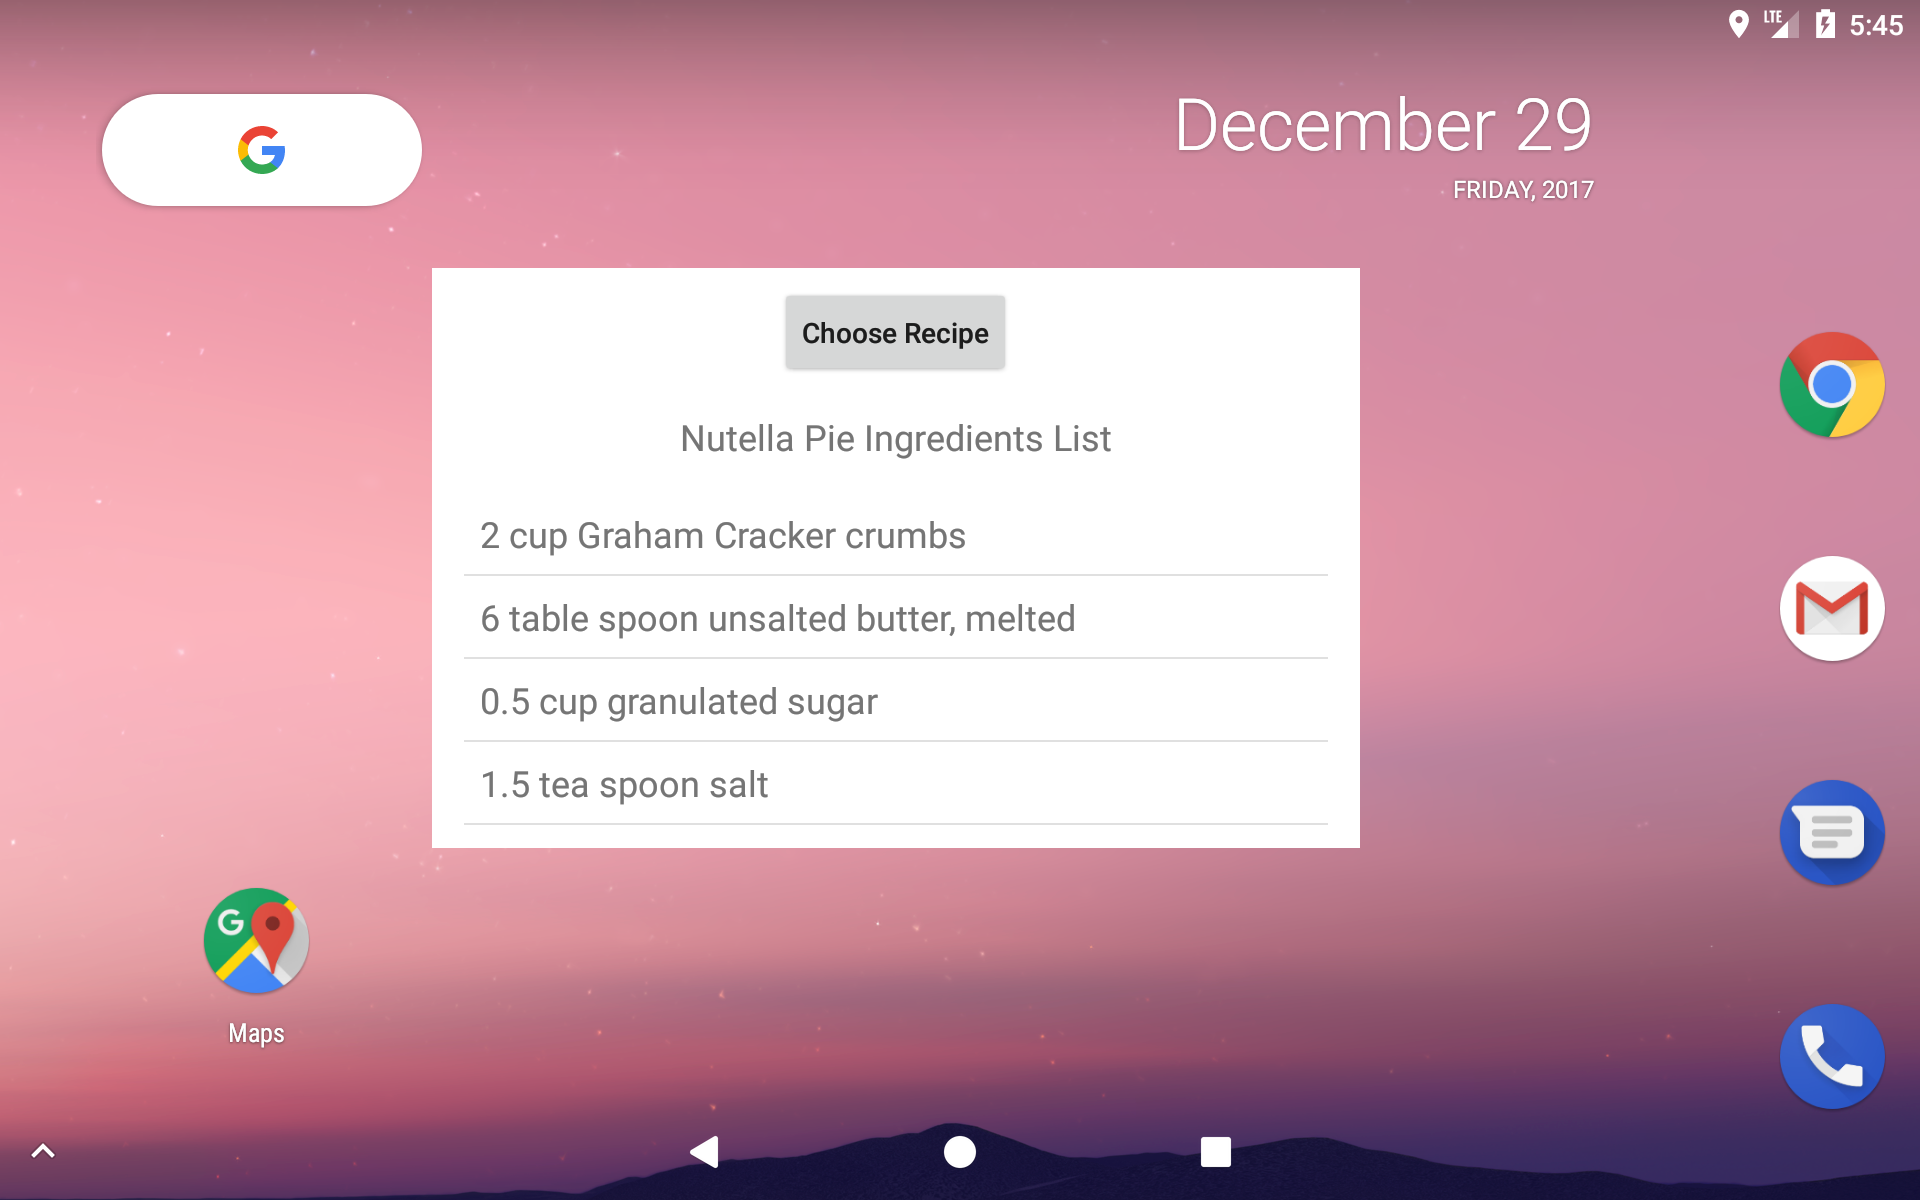 LTE 5:45
December 29
FRIDAY, 2017
Choose Recipe
Nutella Pie Ingredients List
2 cup Graham Cracker crumbs
6 table spoon unsalted butter, melted
0.5 cup granulated sugar
1.5 tea spoon salt
G
Maps